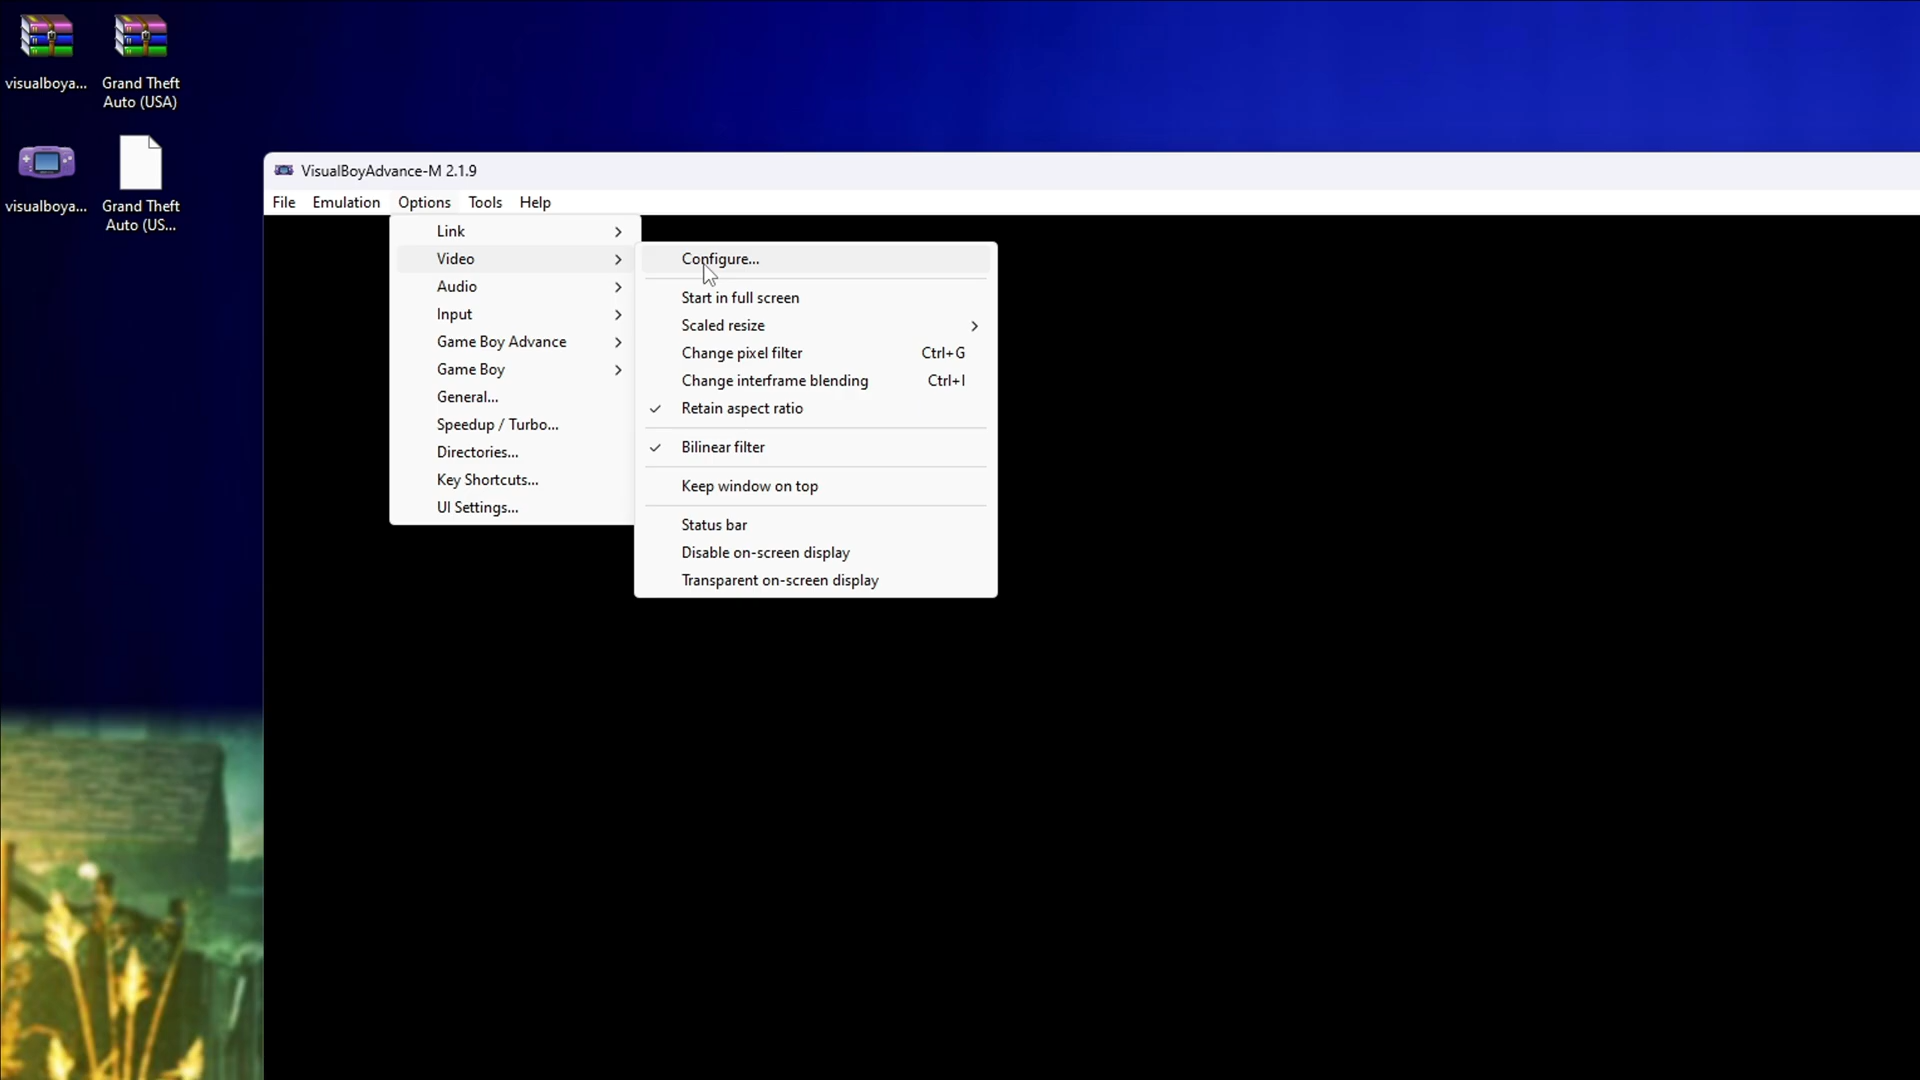 visualboya...
Grand Theft
Auto (USA)
visualboya...
Grand Theft
Auto (US...
VisualBoyAdvance-M 2.1.9
File Emulation Options Tools Help
Link
Video
Audio
Input
Game Boy Advance
Game Boy
General...
Speedup / Turbo...
Directories...
Key Shortcuts...
UI Settings...
Configure...
Start in full screen
Scaled resize
Change pixel filter Ctrl+G
Change interframe blending Ctrl+I
Retain aspect ratio
Bilinear filter
Keep window on top
Status bar
Disable on-screen display
Transparent on-screen display